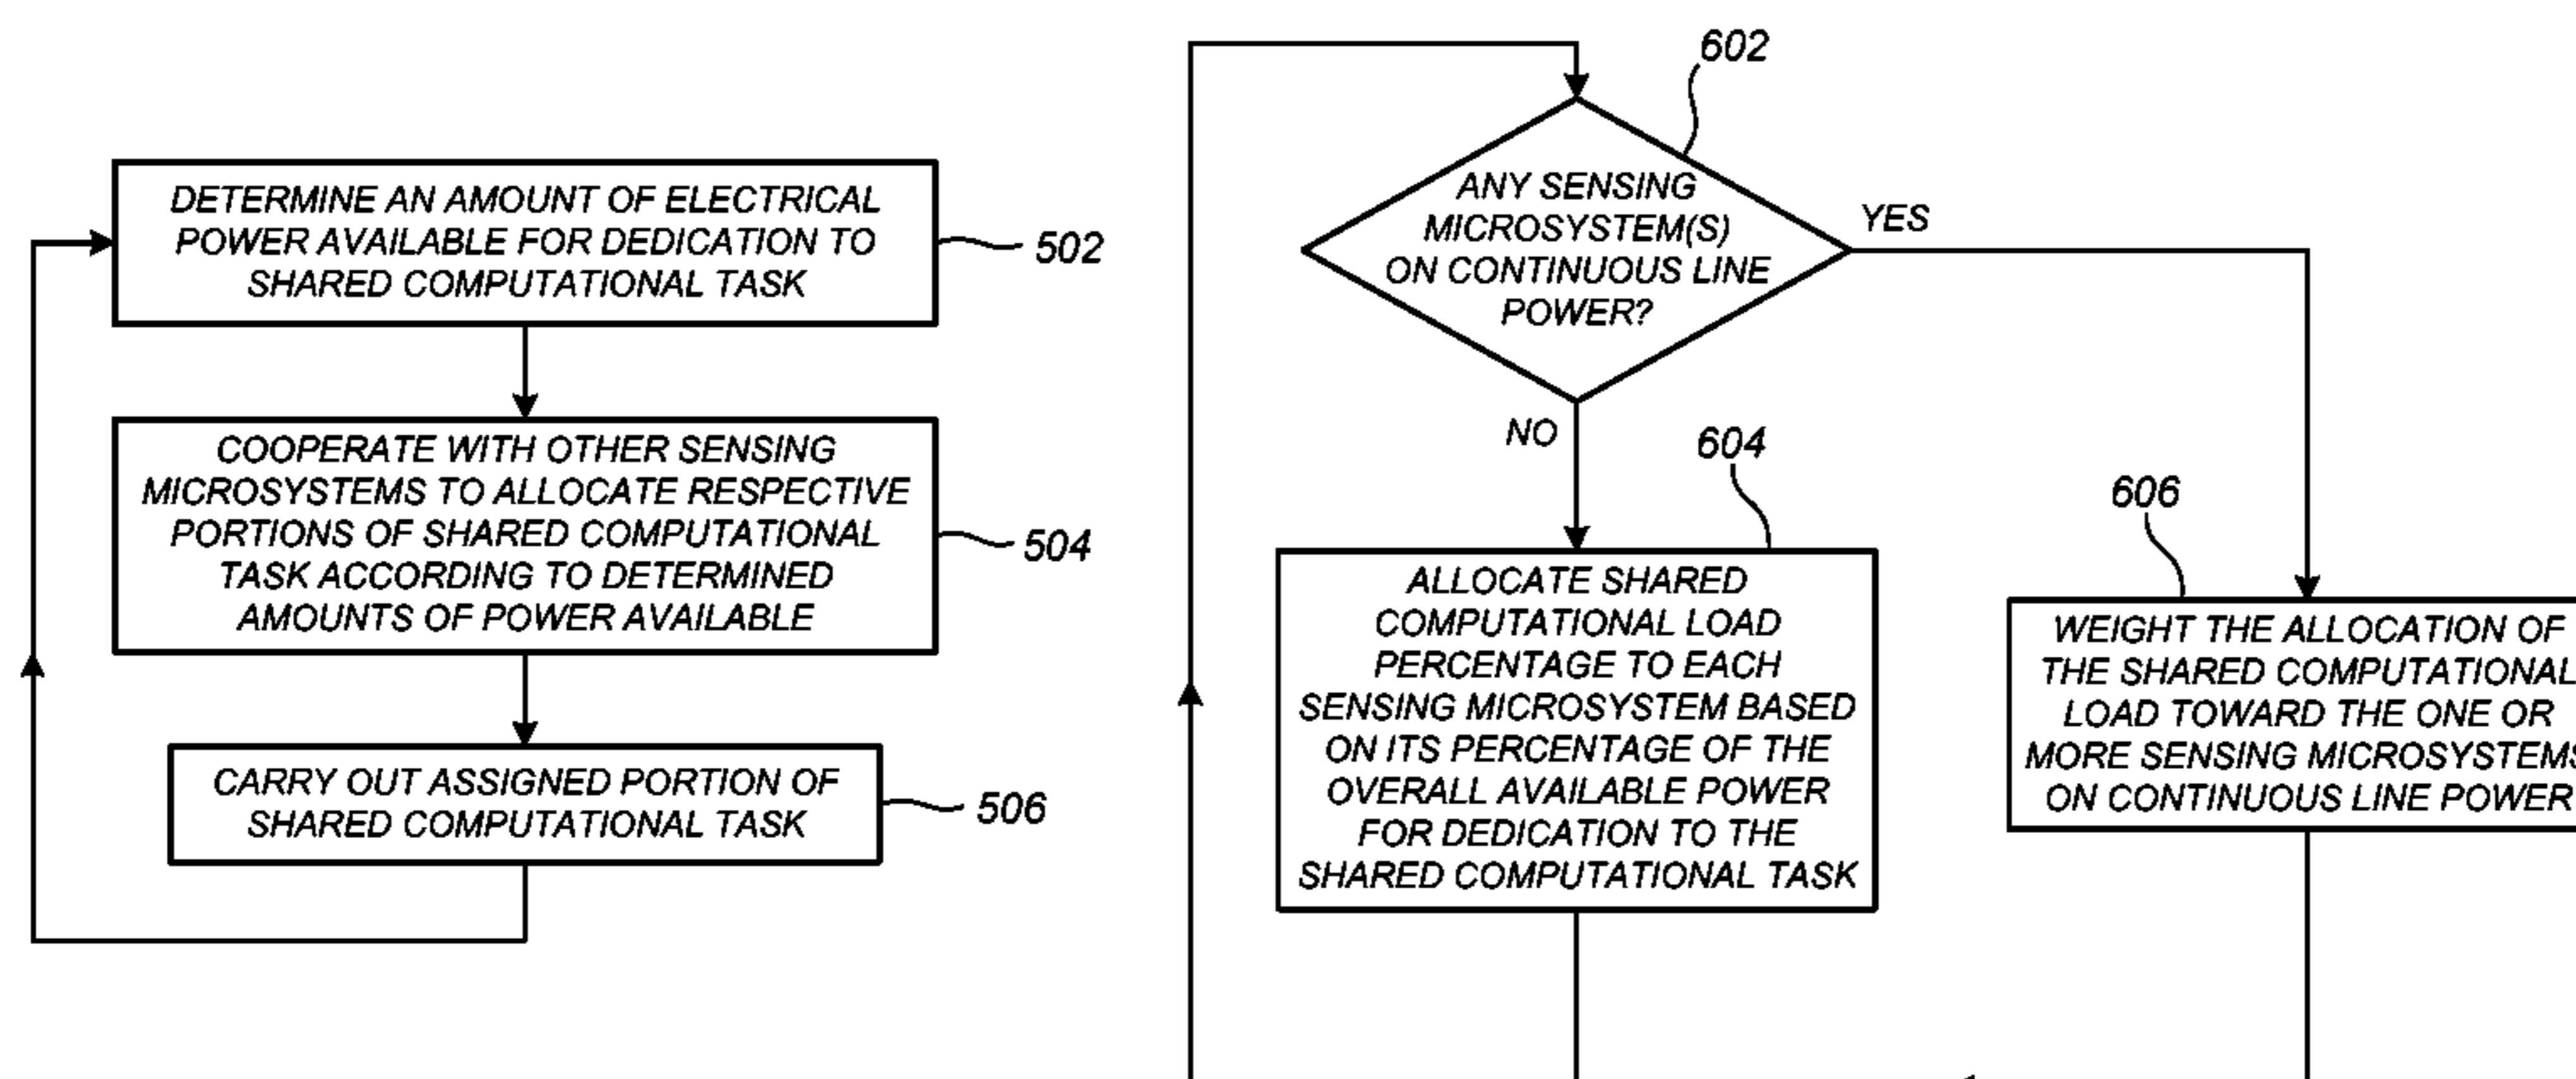 DETERMINE AN AMOUNT OF ELECTRICAL
POWER AVAILABLE FOR DEDICATION TO
SHARED COMPUTATIONAL TASK
502
COOPERATE WITH OTHER SENSING
MICROSYSTEMS TO ALLOCATE RESPECTIVE
PORTIONS OF SHARED COMPUTATIONAL
TASK ACCORDING TO DETERMINED
AMOUNTS OF POWER AVAILABLE
504
CARRY OUT ASSIGNED PORTION OF
SHARED COMPUTATIONAL TASK
506
602
ANY SENSING
MICROSYSTEM(S)
ON CONTINUOUS LINE
POWER?
YES
NO
604
ALLOCATE SHARED
COMPUTATIONAL LOAD
PERCENTAGE TO EACH
SENSING MICROSYSTEM BASED
ON ITS PERCENTAGE OF THE
OVERALL AVAILABLE POWER
FOR DEDICATION TO THE
SHARED COMPUTATIONAL TASK
606
WEIGHT THE ALLOCATION OF
THE SHARED COMPUTATIONAL
LOAD TOWARD THE ONE OR
MORE SENSING MICROSYSTEMS
ON CONTINUOUS LINE POWER